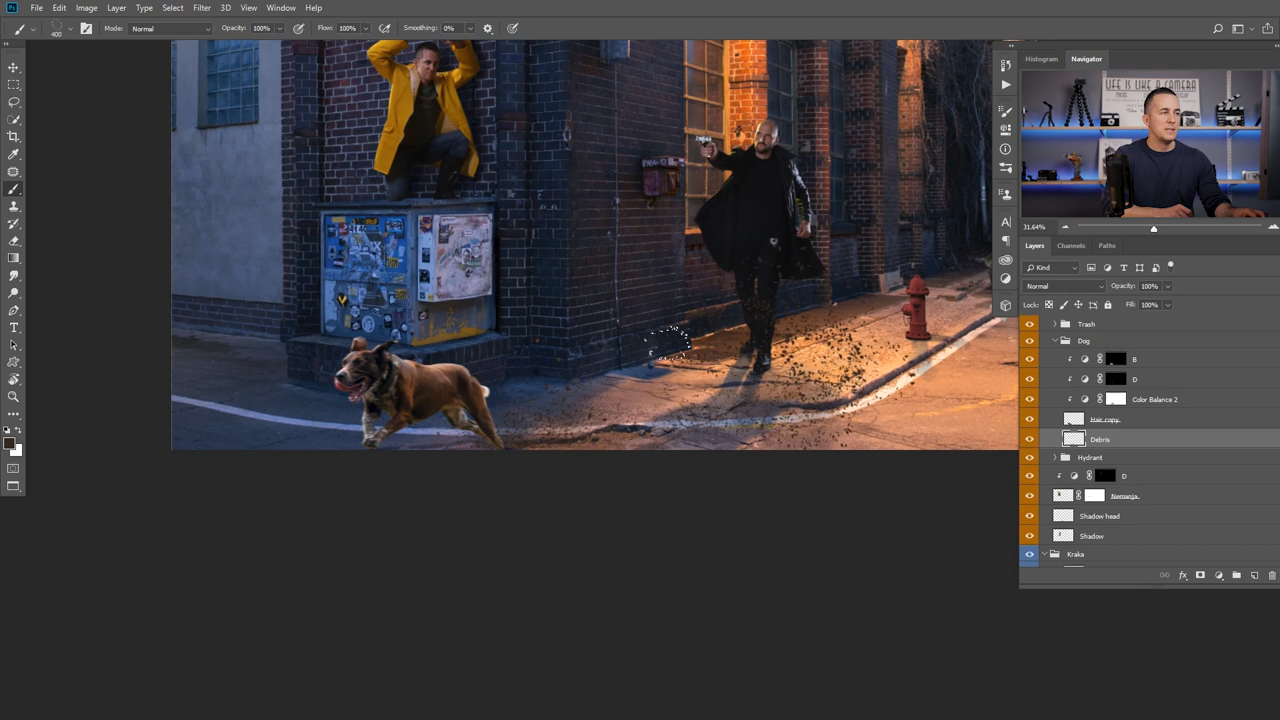 File Edit Image Layer Type Select Filter 3D View Window Help
400 Mode: Normal Opacity: 100% Flow: 100% Smoothing: 0%
Histogram Navigator
LIFE IS LIKE A CAMERA
31.64%
Layers Channels Paths
Kind
Normal Opacity: 100%
Lock: Fill: 100%
Trash
Dog
B
D
Color Balance 2
Hair copy
Debris
Hydrant
D
Nemanja
Shadow head
Shadow
Kraka